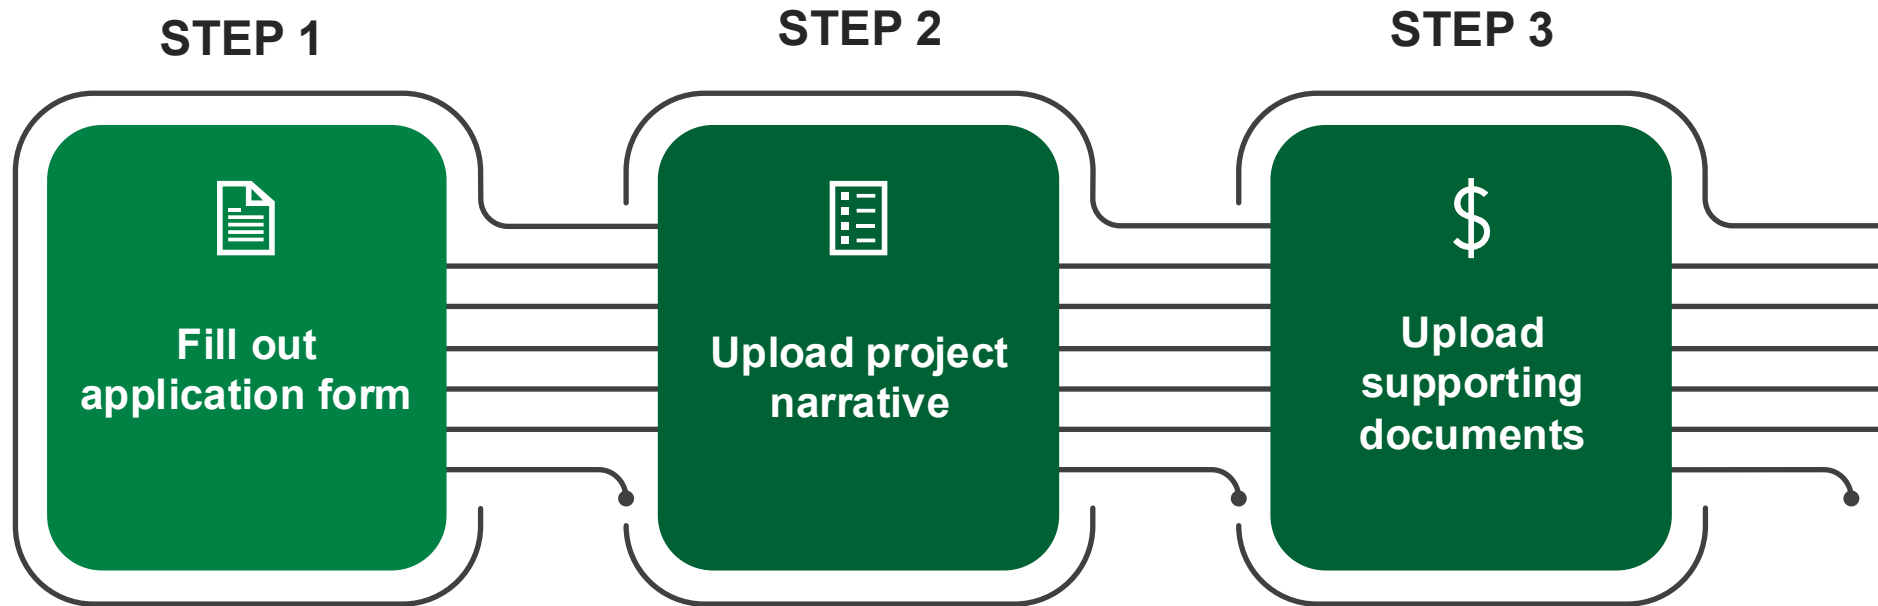 STEP 1
Fill out
application form
STEP 2
Upload project
narrative
STEP 3
Upload
supporting
documents